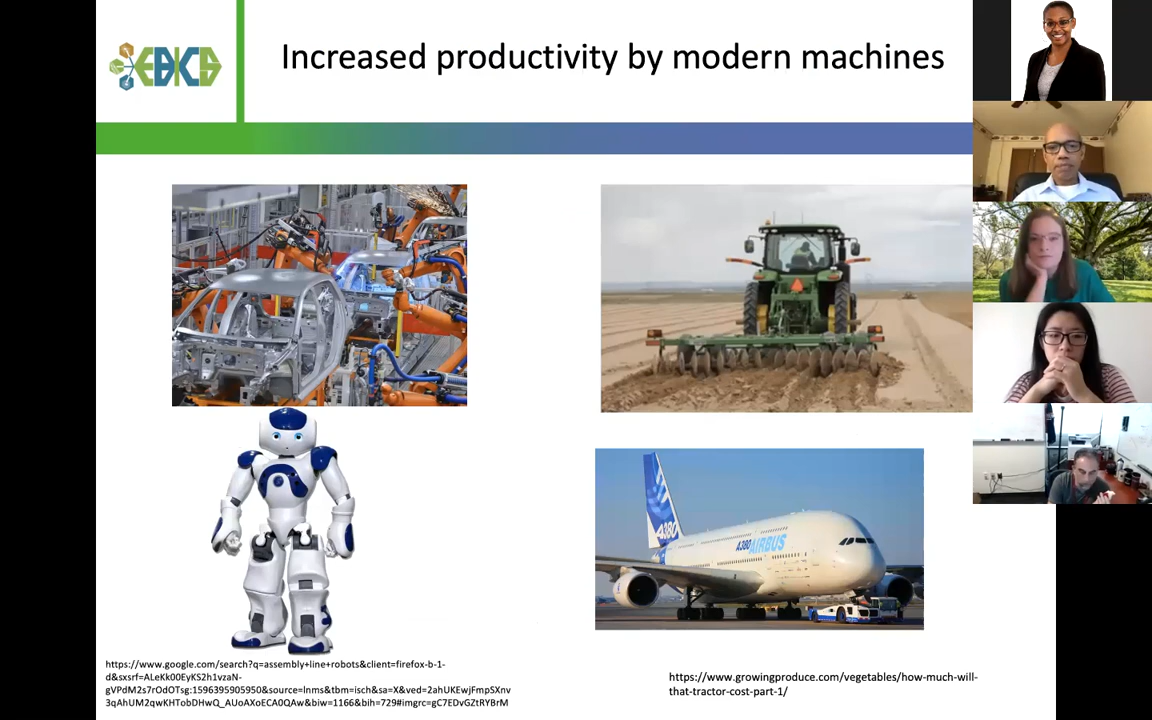 EDICS
Increased productivity by modern machines
A380
A380 AIRBUS
https://www.google.com/search?q=assembly+line+robots&client=firefox-b-1-
d&sxsrf=ALeKk00EyKS2h1vzaN-
gVPdM2s7rOdOTsg:1596395905950&source=lnms&tbm=isch&sa=X&ved=2ahUKEwjFmpSXnv
3qAhUM2qwKHTobDHwQ_AUoAXoECA0QAw&biw=1166&bih=729#imgrc=gC7EDvGZtRYBrM
https://www.growingproduce.com/vegetables/how-much-will-
that-tractor-cost-part-1/